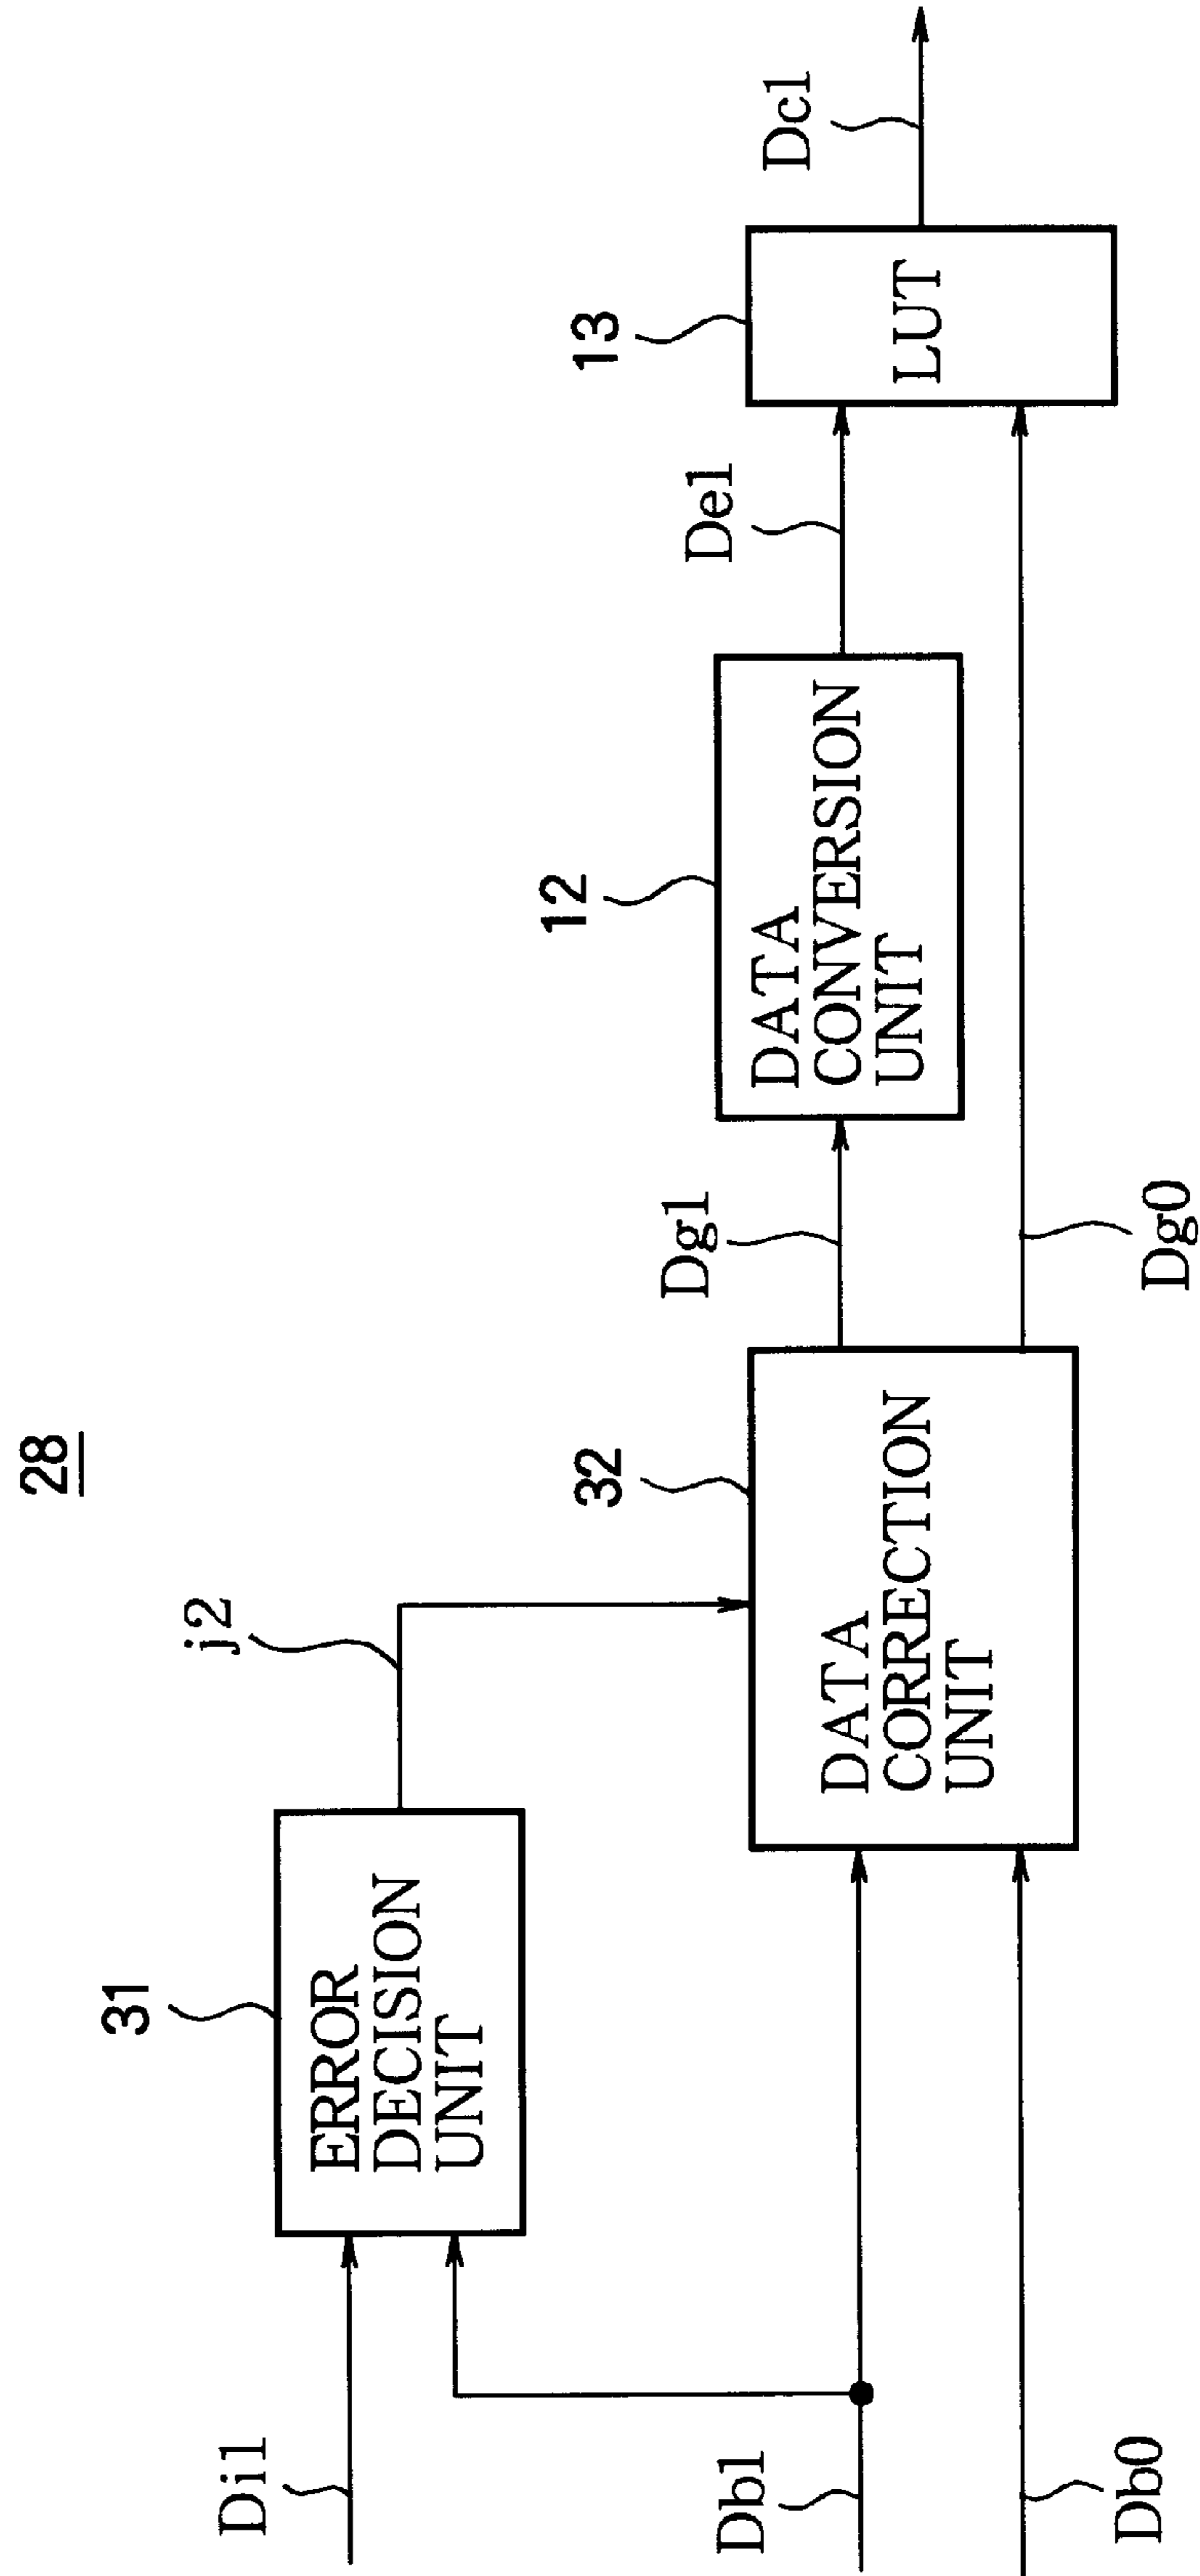 28
31
ERROR
DECISION
UNIT
Di1
j2
32
DATA
CORRECTION
UNIT
Db1
Db0
Dg1
Dg0
12
DATA
CONVERSION
UNIT
De1
13
LUT
Dc1